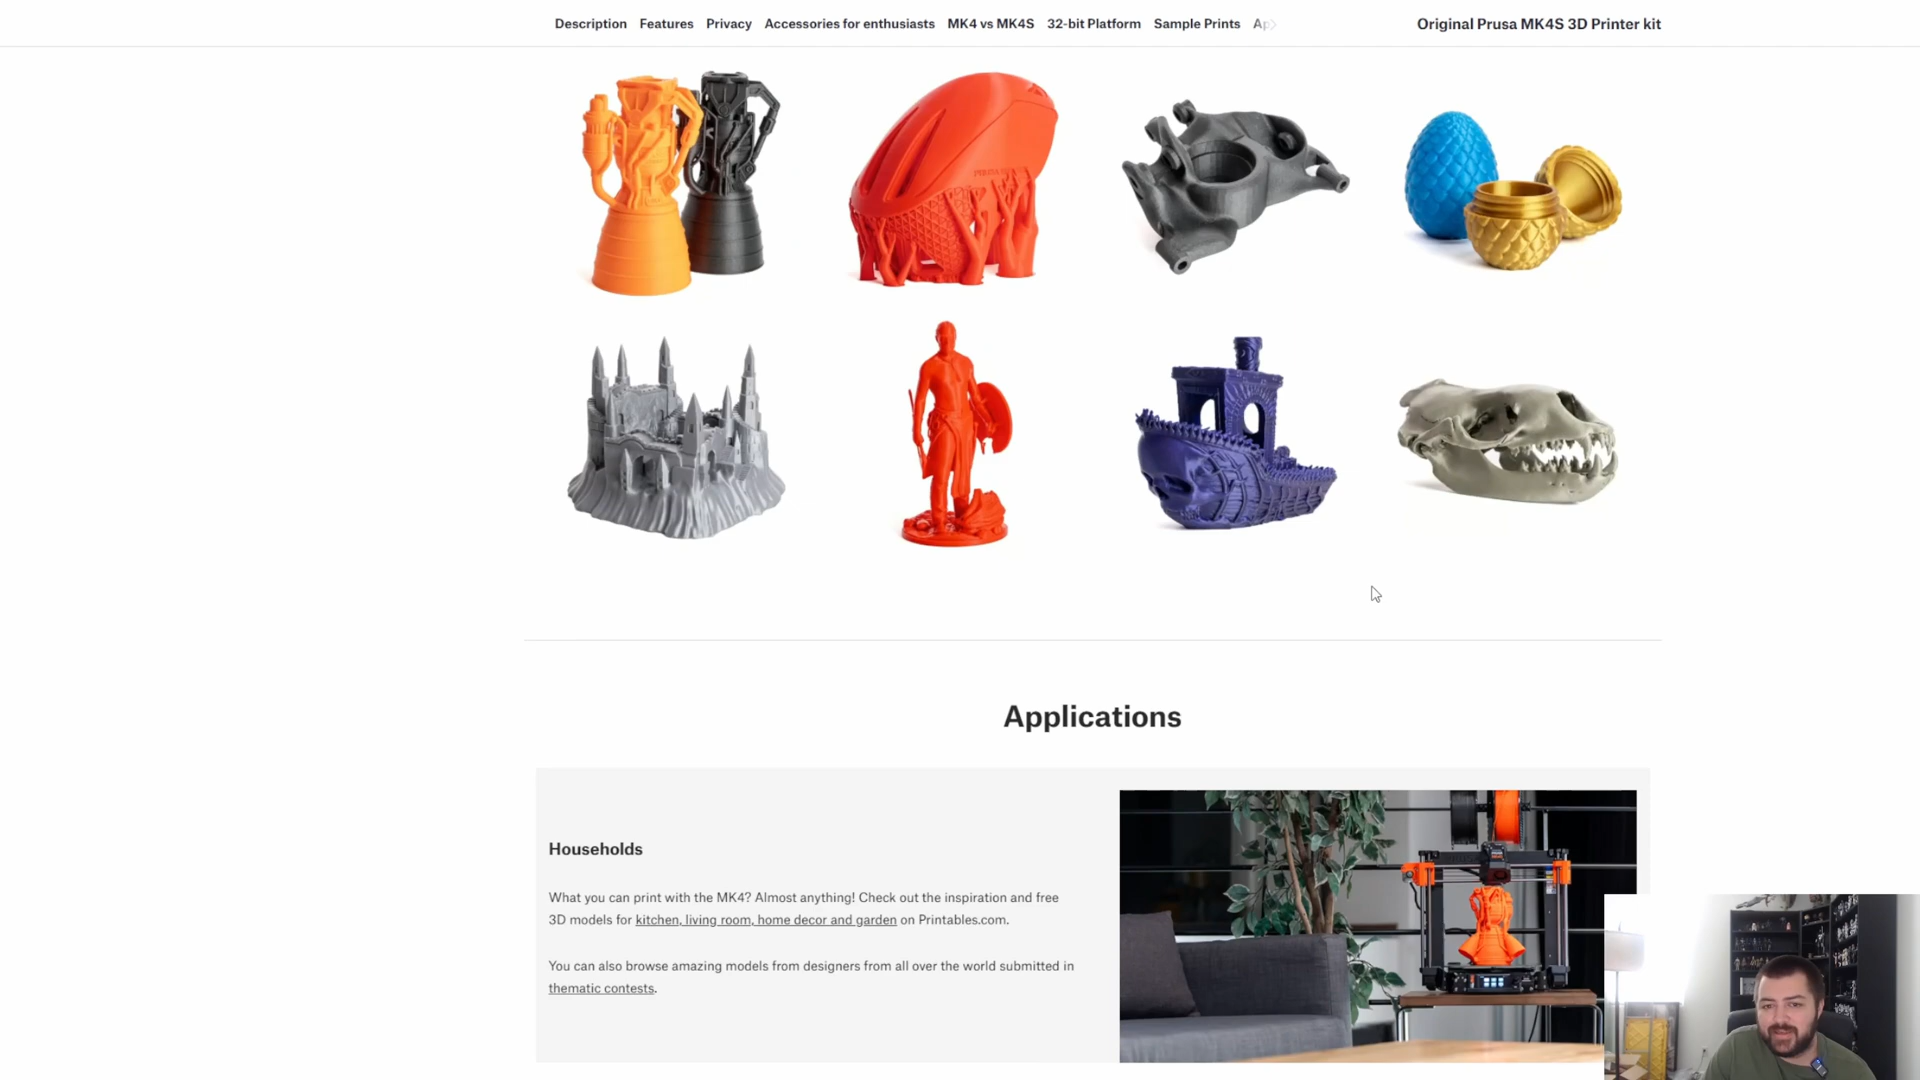 Description Features Privacy Accessories for enthusiasts MK4 vs MK4S 32-bit Platform Sample Prints Original Prusa MK4S 3D Printer kit
Applications
Households
What you can print with the MK4? Almost anything! Check out the inspiration and free
3D models for kitchen, living room, home decor and garden on Printables.com.
You can also browse amazing models from designers from all over the world submitted in
thematic contests.